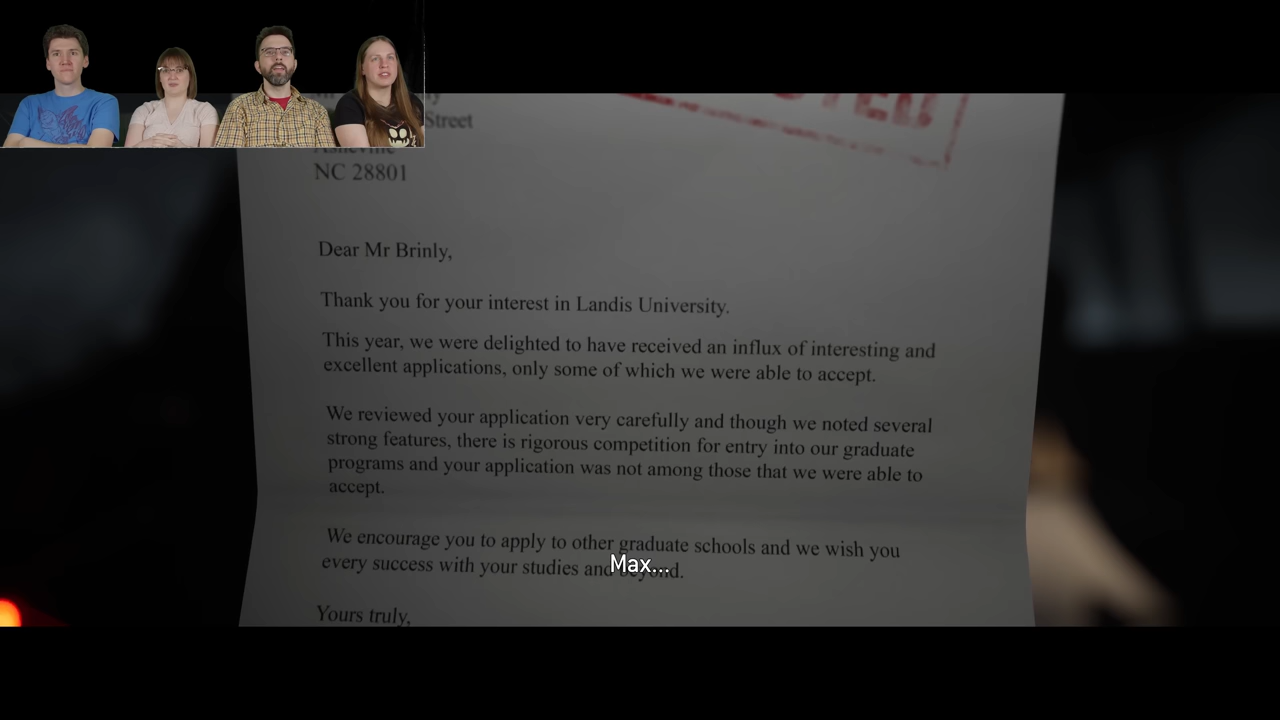 Street
Asheville
NC 28801
Dear Mr Brinly,
Thank you for your interest in Landis University.
This year, we were delighted to have received an influx of interesting and
excellent applications, only some of which we were able to accept.
We reviewed your application very carefully and though we noted several
strong features, there is rigorous competition for entry into our graduate
programs and your application was not among those that we were able to
accept.
We encourage you to apply to other graduate schools and we wish you
every success with your studies and beyond.
Max...
Yours truly,